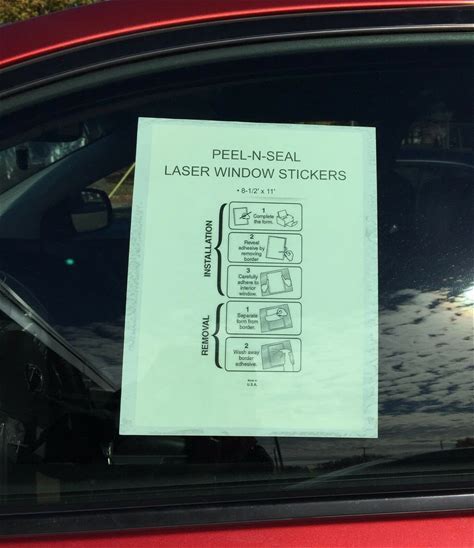 PEEL-N-SEAL
LASER WINDOW STICKERS
• 8-1/2' x 11'
INSTALLATION
1
Complete
the form.
2
Reveal
adhesive by
removing
border
3
Carefully
adhere to
interior
window.
REMOVAL
1
Separate
form from
border.
2
Wash away
border
adhesive.
Made in
U.S.A.